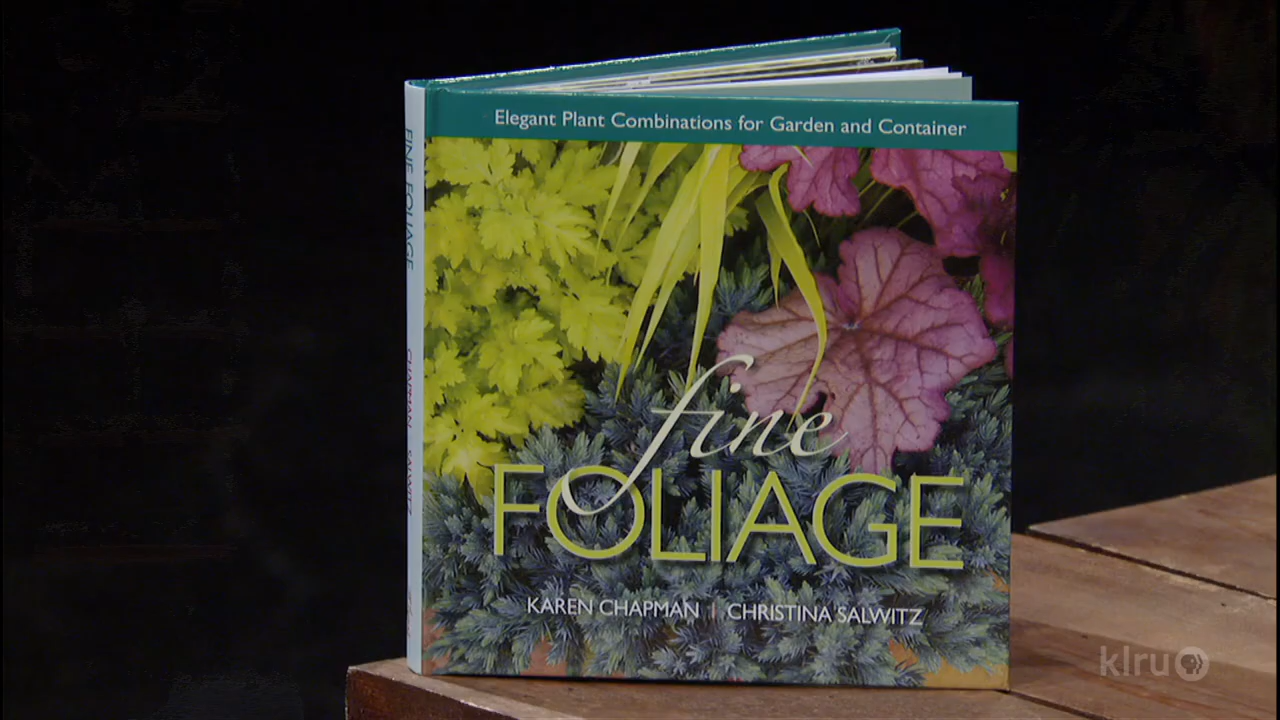 Elegant Plant Combinations for Garden and Container
fine
FOLIAGE
KAREN CHAPMAN | CHRISTINA SALWITZ
FINE FOLIAGE
CHAPMAN SALWITZ
klru